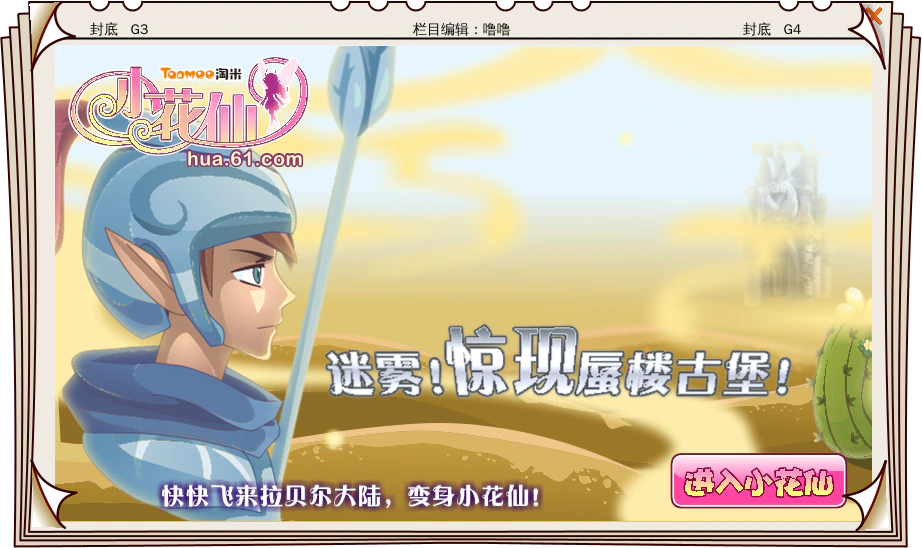 封底 G3 栏目编辑：噜噜 封底 G4
Taomee淘米
小花仙
hua.61.com
迷雾！惊现蜃楼古堡！
进入小花仙
快快飞来拉贝尔大陆，变身小花仙！